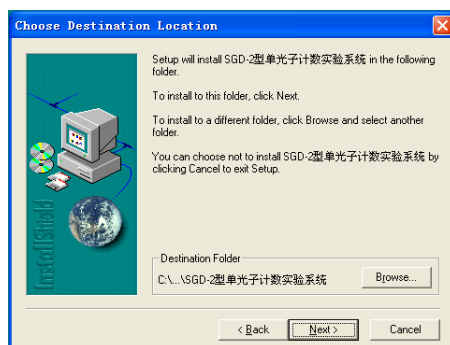 Choose Destination Location
Setup will install SGD-2型单光子计数实验系统 in the following
folder.
To install to this folder, click Next.
To install to a different folder, click Browse and select another
folder.
You can choose not to install SGD-2型单光子计数实验系统 by
clicking Cancel to exit Setup.
InstallShield
Destination Folder
C:\...\SGD-2型单光子计数实验系统
Browse...
< Back
Next >
Cancel